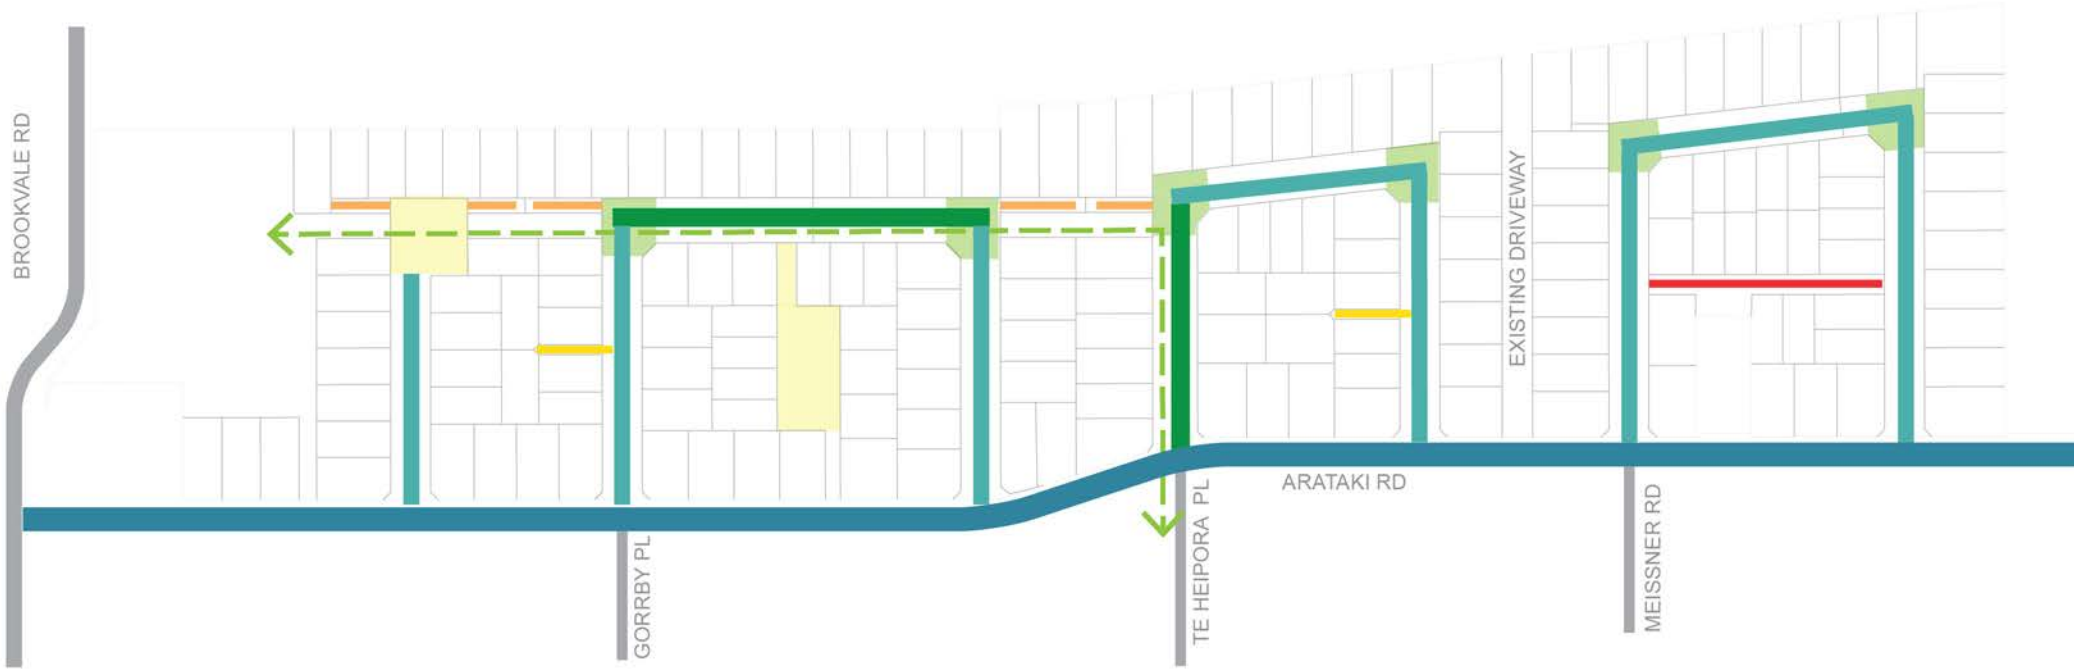 BROOKVALE RD
GORRBY PL
TE HEIPORA PL
ARATAKI RD
EXISTING DRIVEWAY
MEISSNER RD